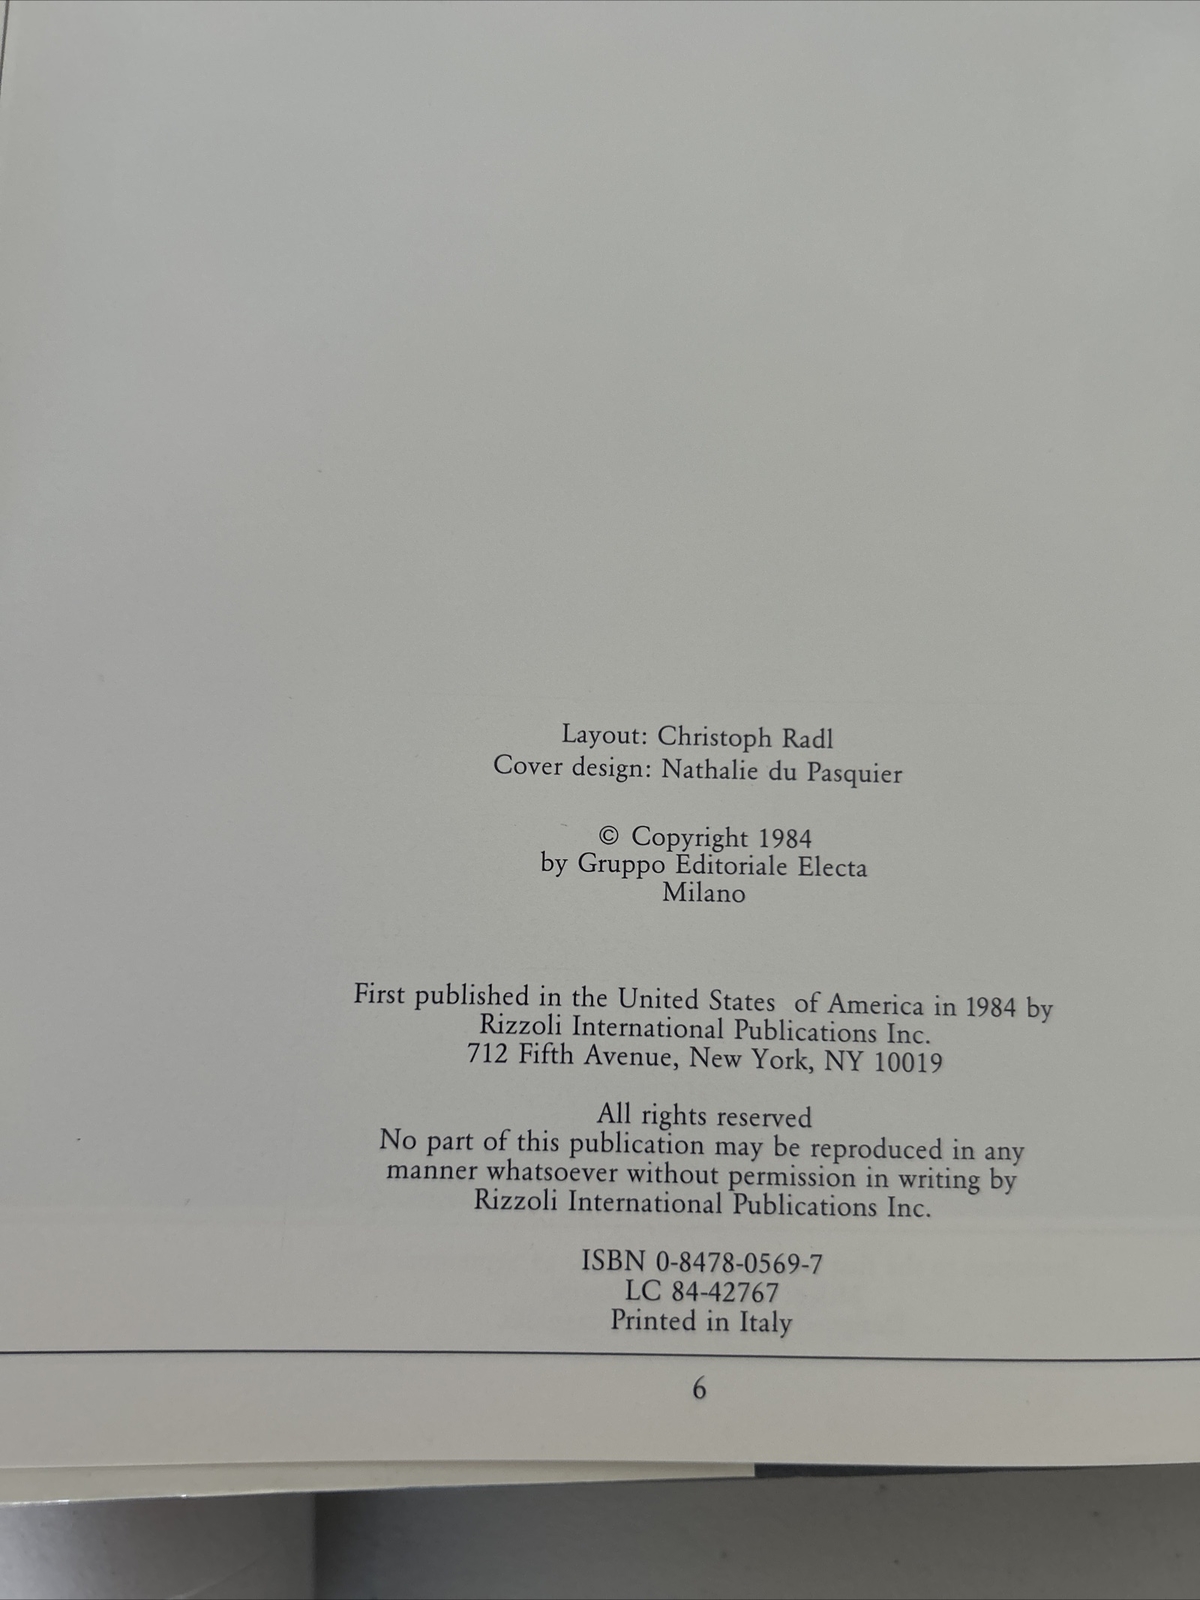 Layout: Christoph Radl
Cover design: Nathalie du Pasquier
© Copyright 1984
by Gruppo Editoriale Electa
Milano
First published in the United States of America in 1984 by
Rizzoli International Publications Inc.
712 Fifth Avenue, New York, NY 10019
All rights reserved
No part of this publication may be reproduced in any
manner whatsoever without permission in writing by
Rizzoli International Publications Inc.
ISBN 0-8478-0569-7
LC 84-42767
Printed in Italy
6